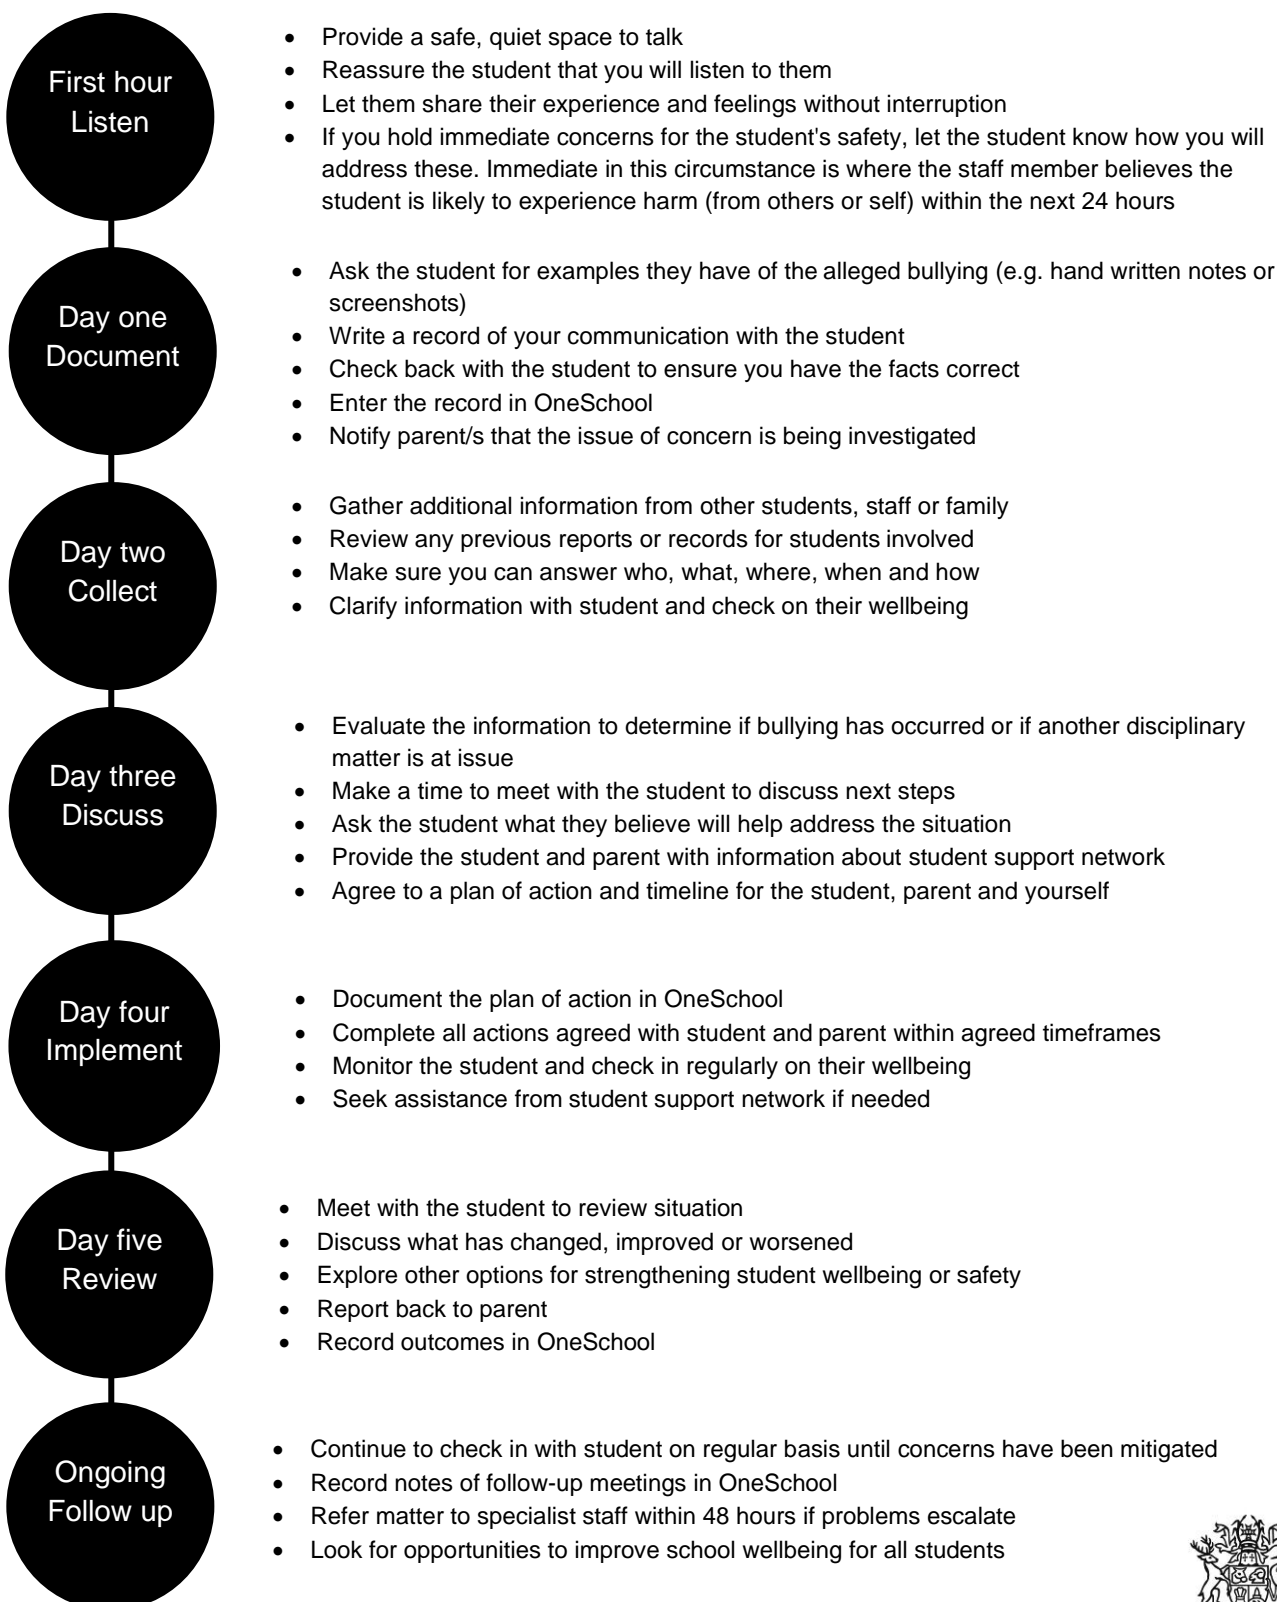 First hour
Listen
• Provide a safe, quiet space to talk
• Reassure the student that you will listen to them
• Let them share their experience and feelings without interruption
• If you hold immediate concerns for the student's safety, let the student know how you will
address these. Immediate in this circumstance is where the staff member believes the
student is likely to experience harm (from others or self) within the next 24 hours
Day one
Document
• Ask the student for examples they have of the alleged bullying (e.g. hand written notes or
screenshots)
• Write a record of your communication with the student
• Check back with the student to ensure you have the facts correct
• Enter the record in OneSchool
• Notify parent/s that the issue of concern is being investigated
Day two
Collect
• Gather additional information from other students, staff or family
• Review any previous reports or records for students involved
• Make sure you can answer who, what, where, when and how
• Clarify information with student and check on their wellbeing
Day three
Discuss
• Evaluate the information to determine if bullying has occurred or if another disciplinary
matter is at issue
• Make a time to meet with the student to discuss next steps
• Ask the student what they believe will help address the situation
• Provide the student and parent with information about student support network
• Agree to a plan of action and timeline for the student, parent and yourself
Day four
Implement
• Document the plan of action in OneSchool
• Complete all actions agreed with student and parent within agreed timeframes
• Monitor the student and check in regularly on their wellbeing
• Seek assistance from student support network if needed
Day five
Review
• Meet with the student to review situation
• Discuss what has changed, improved or worsened
• Explore other options for strengthening student wellbeing or safety
• Report back to parent
• Record outcomes in OneSchool
Ongoing
Follow up
• Continue to check in with student on regular basis until concerns have been mitigated
• Record notes of follow-up meetings in OneSchool
• Refer matter to specialist staff within 48 hours if problems escalate
• Look for opportunities to improve school wellbeing for all students